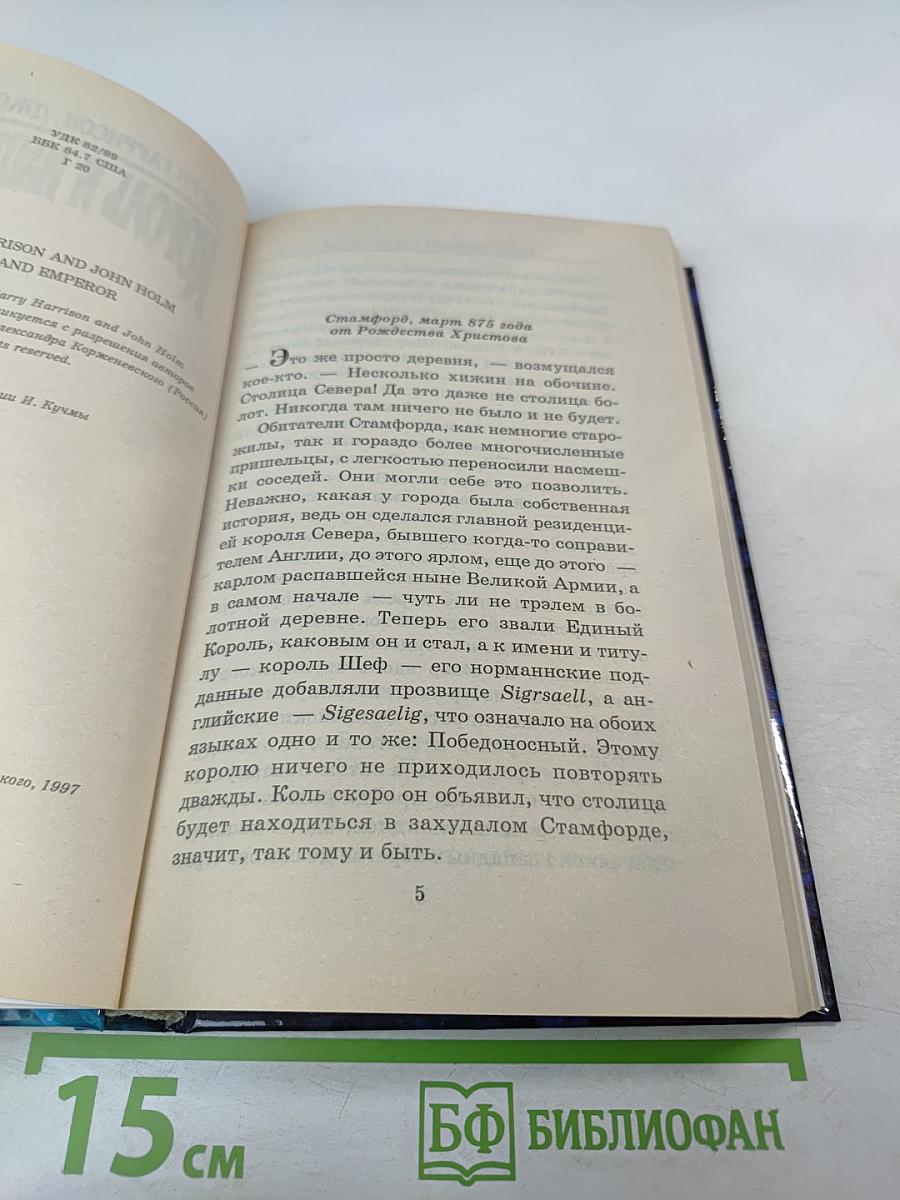 УДК 82/89
ББК 84.7 США
Г 20
RISON AND JOHN HOLM
AND EMPEROR
arry Harrison and John Holm
икуется с разрешения авторов
лександра Корженевского (Россия)
ts reserved.
ии И. Кучмы
кого, 1997
Стамфорд, март 875 года
от Рождества Христова
— Это же просто деревня, — возмущался
кое-кто. — Несколько хижин на обочине.
Столица Севера! Да это даже не столица бо-
лот. Никогда там ничего не было и не будет.
Обитатели Стамфорда, как немногие старо-
жилы, так и гораздо более многочисленные
пришельцы, с легкостью переносили насмеш-
ки соседей. Они могли себе это позволить.
Неважно, какая у города была собственная
история, ведь он сделался главной резиденци-
ей короля Севера, бывшего когда-то соправи-
телем Англии, до этого ярлом, еще до этого —
карлом распавшейся ныне Великой Армии, а
в самом начале — чуть ли не трэлем в бо-
лотной деревне. Теперь его звали Единый
Король, каковым он и стал, а к имени и титу-
лу — король Шеф — его норманнские под-
данные добавляли прозвище Sigrsaell, а ан-
глийские — Sigesaelig, что означало на обоих
языках одно и то же: Победоносный. Этому
королю ничего не приходилось повторять
дважды. Коль скоро он объявил, что столица
будет находиться в захудалом Стамфорде,
значит, так тому и быть.
5
15 см
БФ БИБЛИОФАН